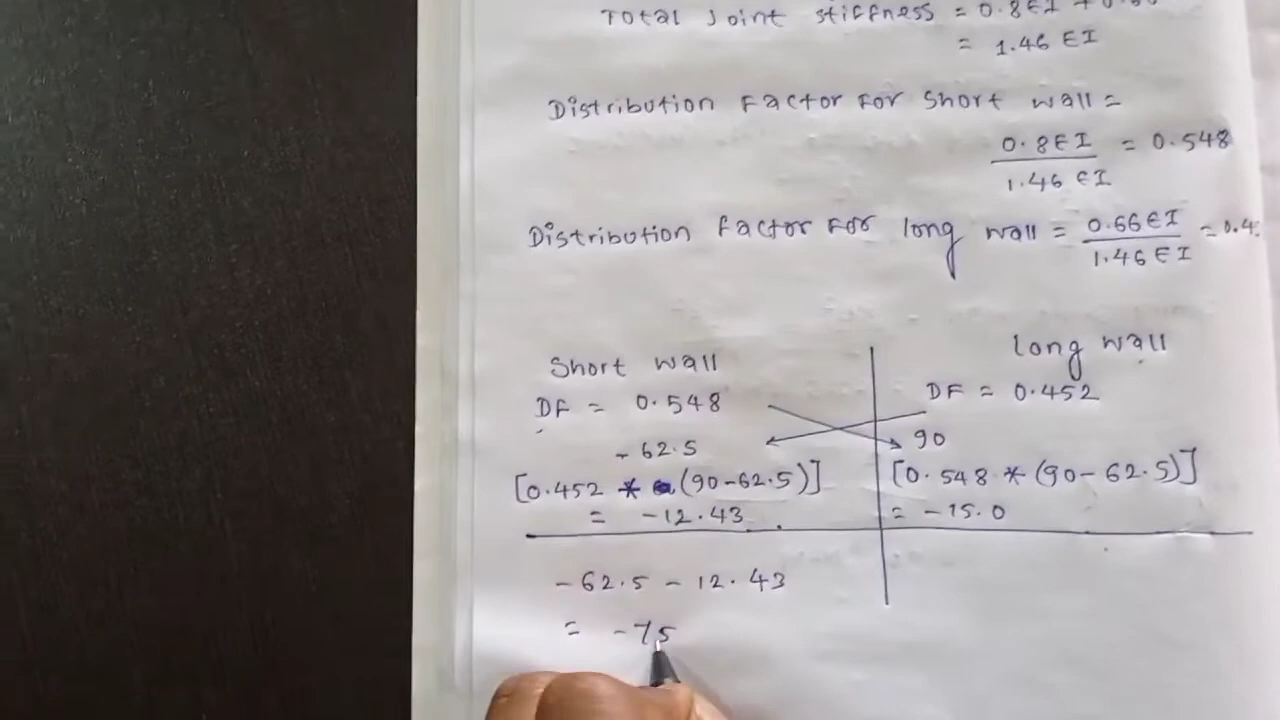 Total Joint stiffness = 0.8EI +
= 1.46 EI
Distribution Factor For Short wall =
0.8EI / 1.46 EI = 0.548
Distribution Factor For long wall = 0.66EI / 1.46EI = 0.4
Short wall
DF = 0.548
- 62.5
[0.452 * (90-62.5)]
= -12.43
long wall
DF = 0.452
90
[0.548 * (90-62.5)]
= -15.0
-62.5 - 12.43
= -75